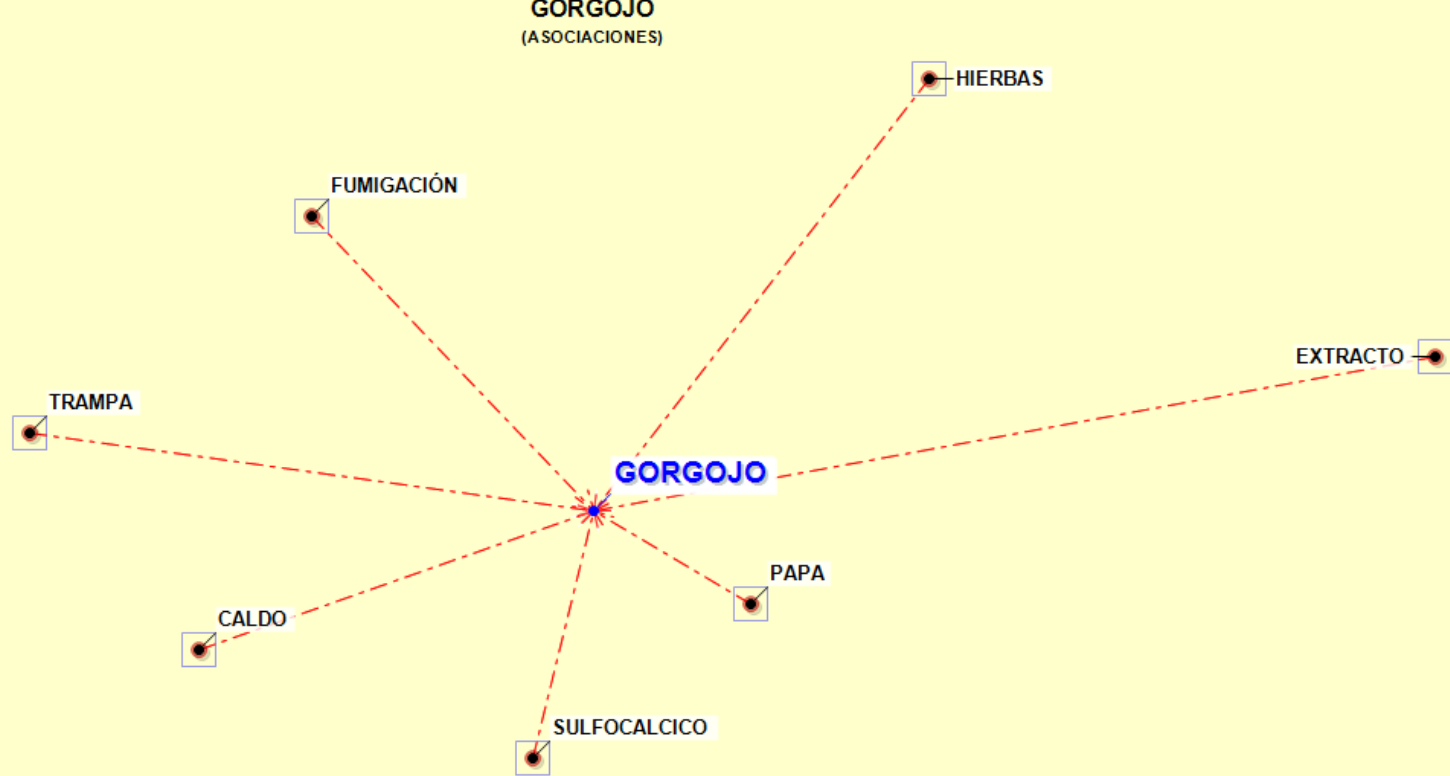 GORGOJO
(ASOCIACIONES)
HIERBAS
FUMIGACIÓN
EXTRACTO
TRAMPA
GORGOJO
PAPA
CALDO
SULFOCALCICO